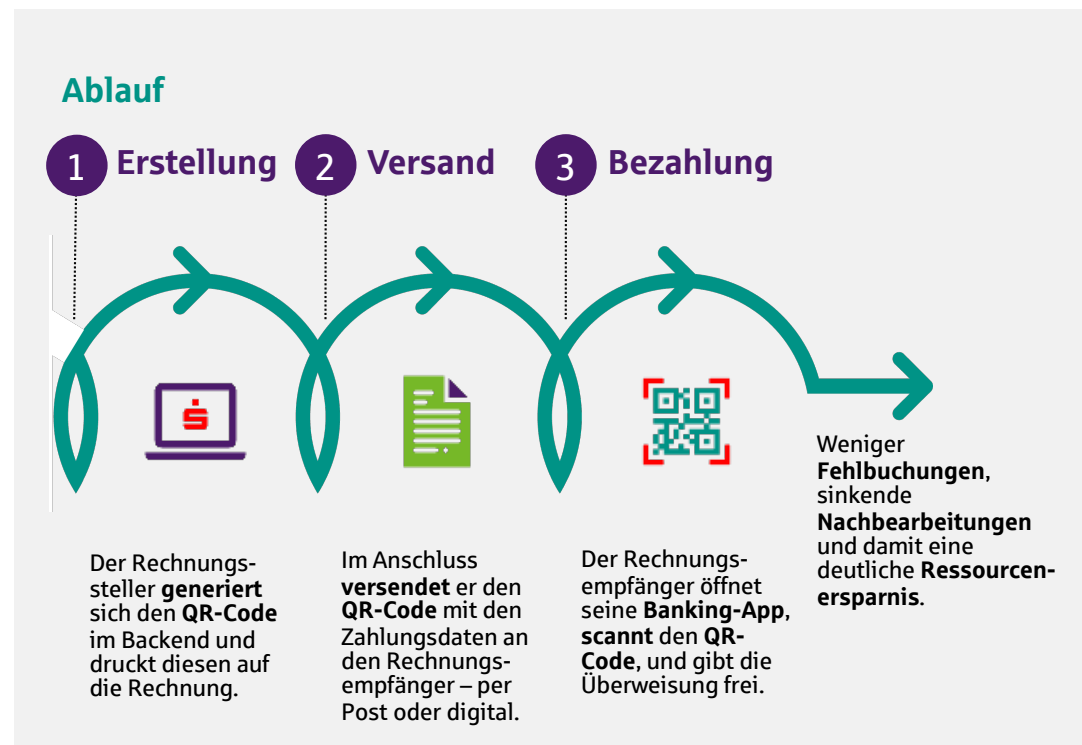 Ablauf
1 Erstellung
2 Versand
3 Bezahlung
Der Rechnungs-
steller generiert
sich den QR-Code
im Backend und
druckt diesen auf
die Rechnung.
Im Anschluss
versendet er den
QR-Code mit den
Zahlungsdaten an
den Rechnungs-
empfänger – per
Post oder digital.
Der Rechnungs-
empfänger öffnet
seine Banking-App,
scannt den QR-
Code, und gibt die
Überweisung frei.
Weniger
Fehlbuchungen,
sinkende
Nachbearbeitungen
und damit eine
deutliche Ressourcen-
ersparnis.